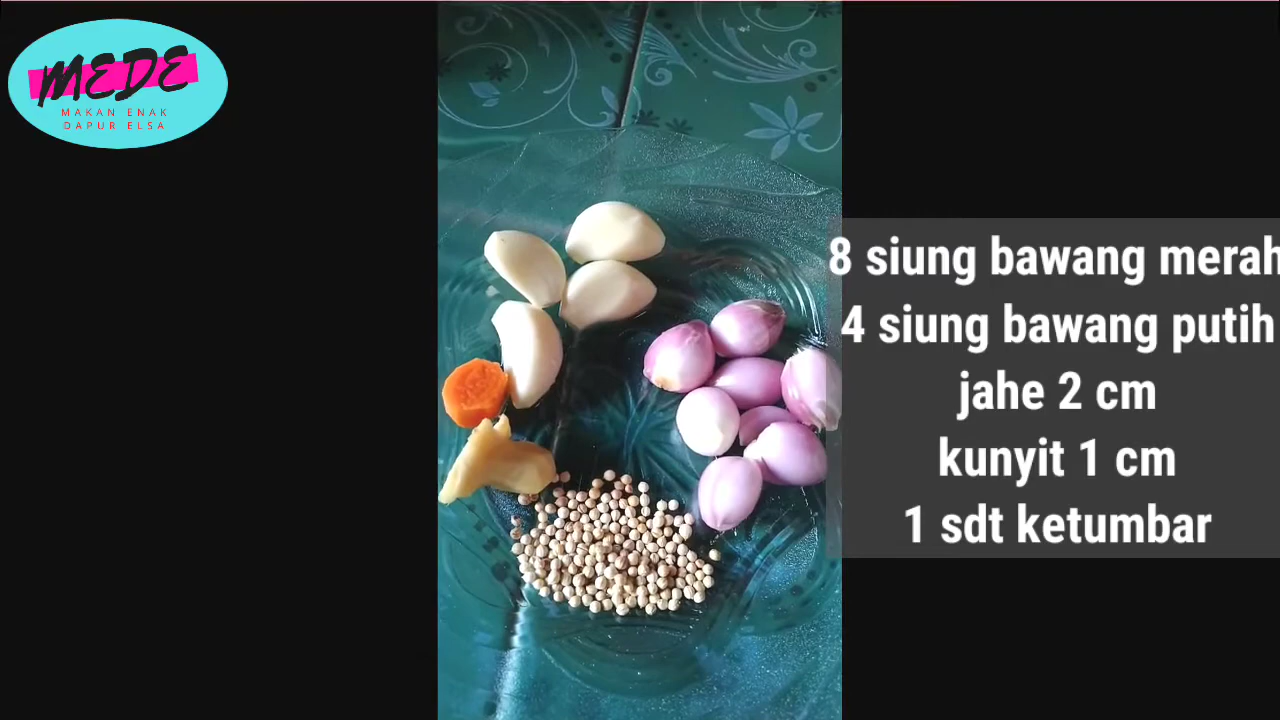 MEDE
MAKAN ENAK
DAPUR ELSA
8 siung bawang merah
4 siung bawang putih
jahe 2 cm
kunyit 1 cm
1 sdt ketumbar